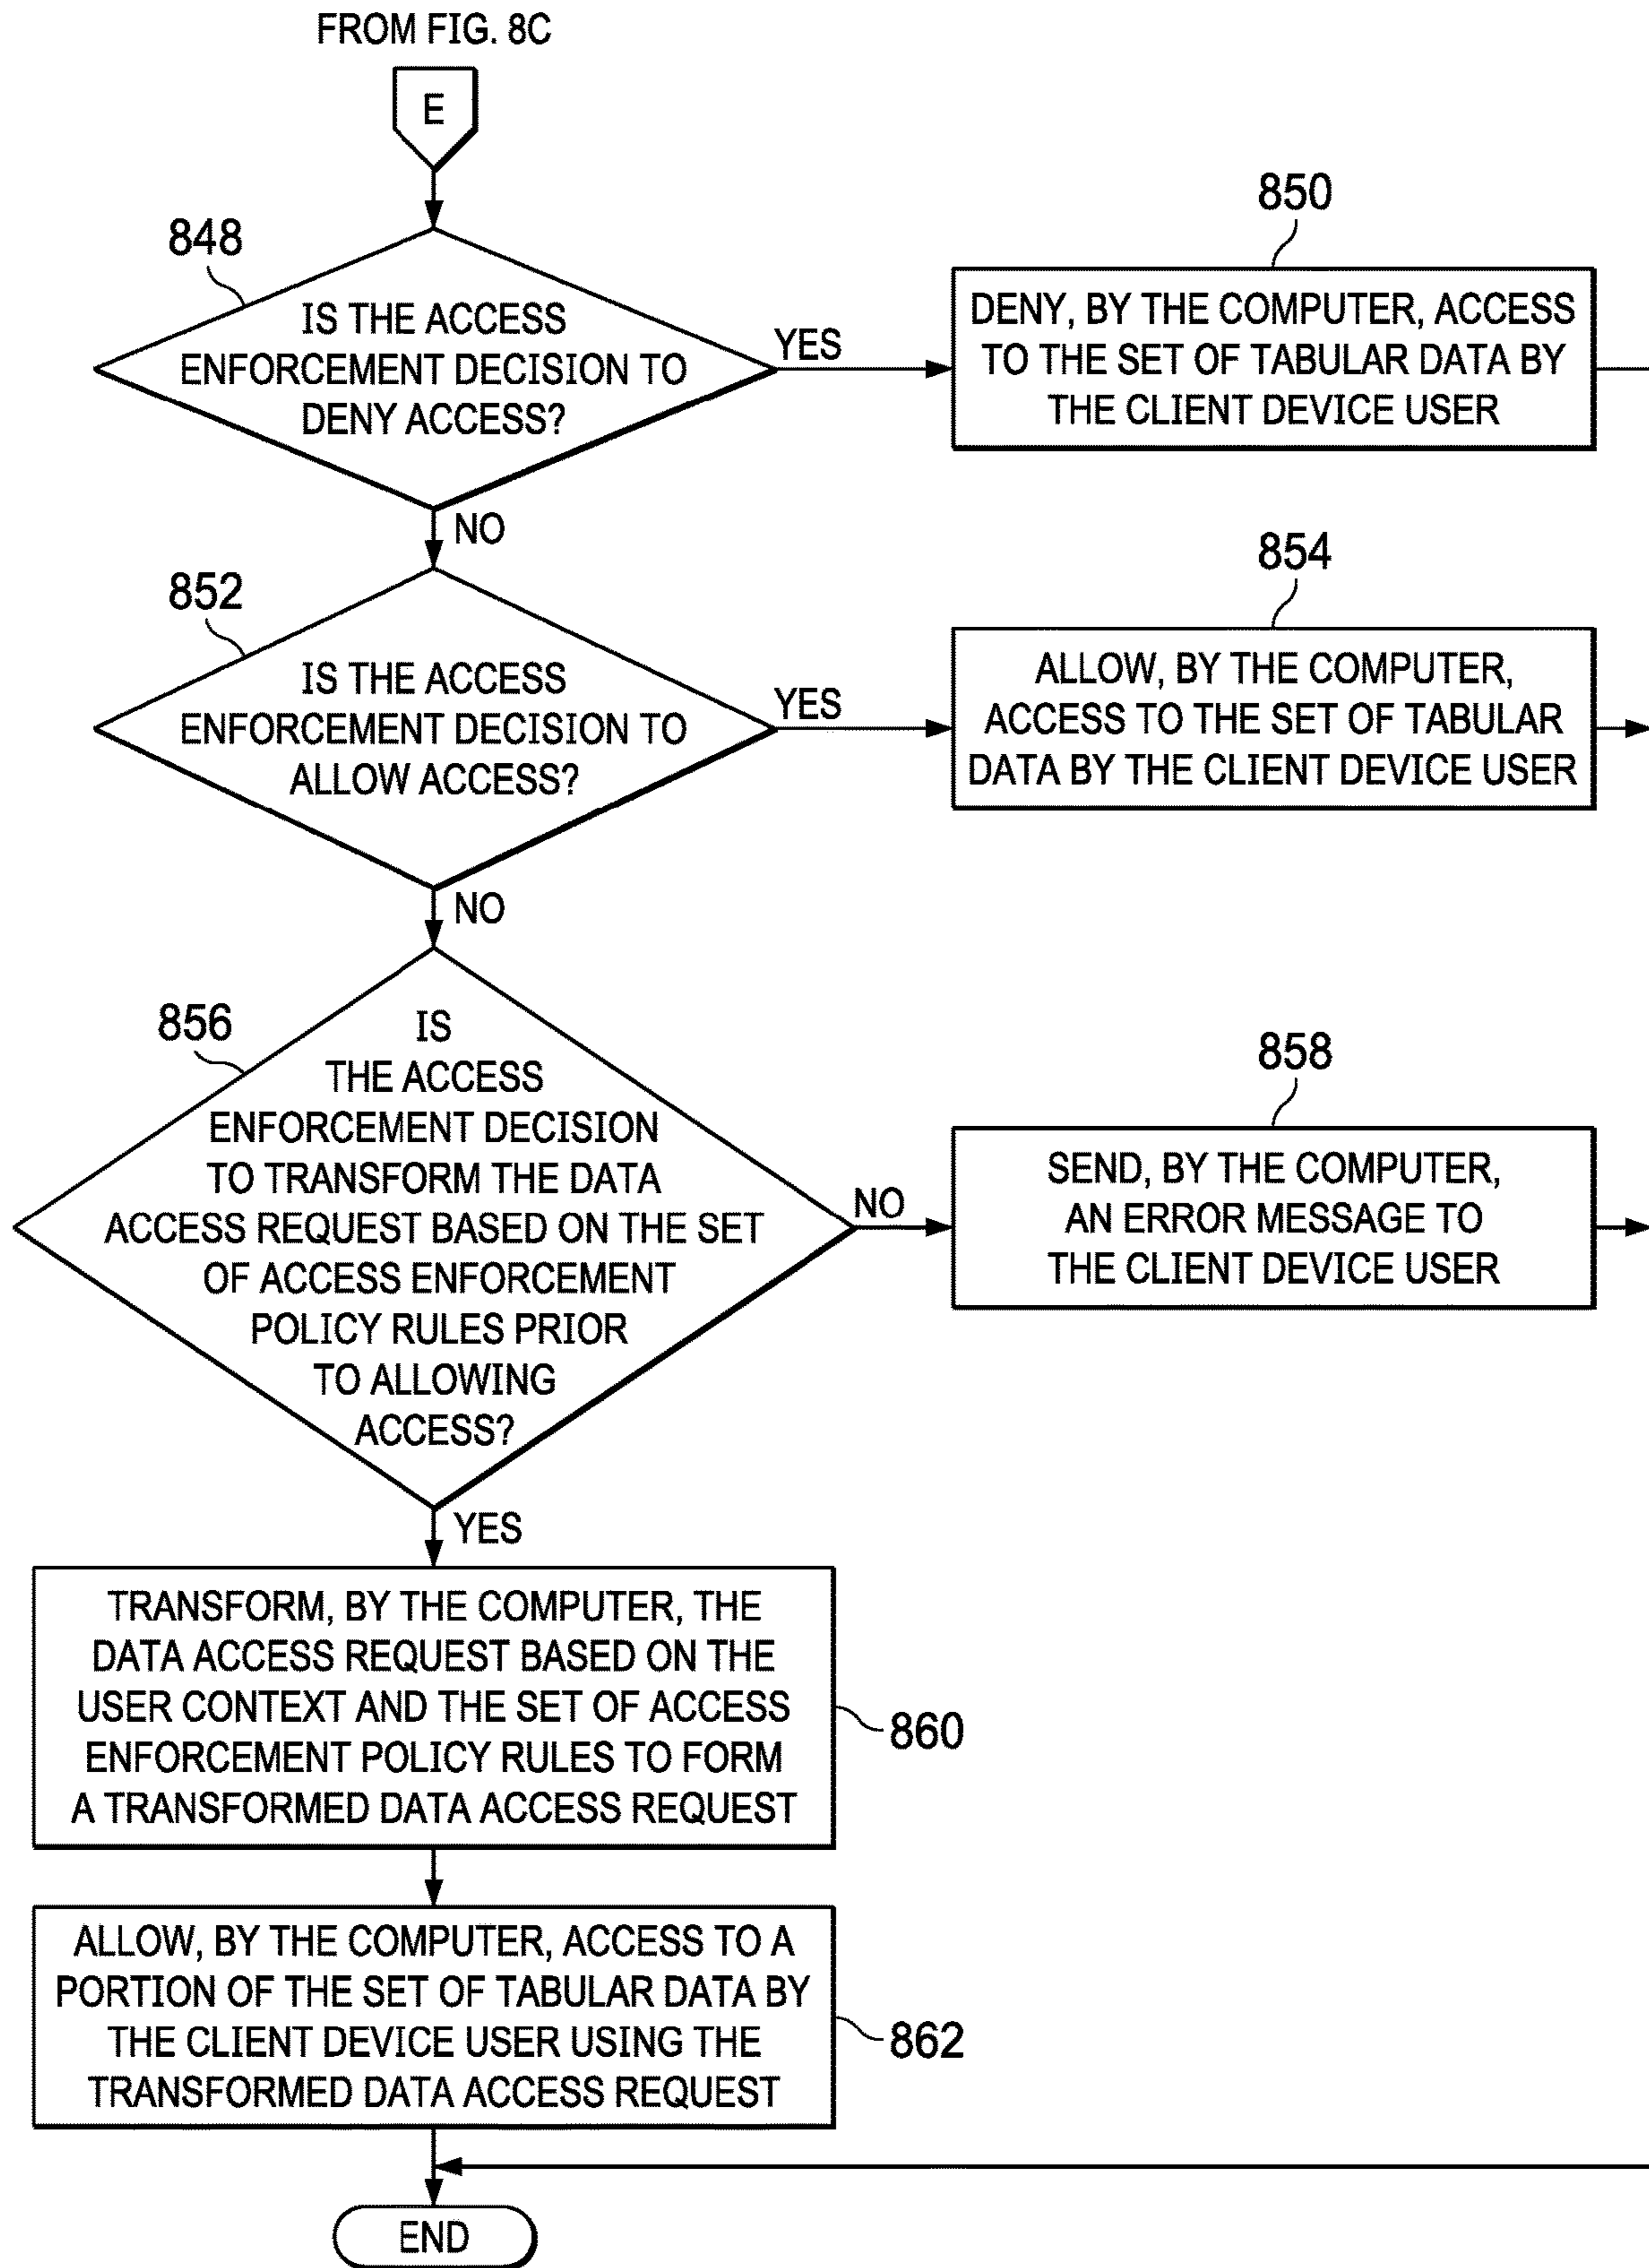 FROM FIG. 8C
E
848
IS THE ACCESS
ENFORCEMENT DECISION TO
DENY ACCESS?
YES
850
DENY, BY THE COMPUTER, ACCESS
TO THE SET OF TABULAR DATA BY
THE CLIENT DEVICE USER
NO
852
IS THE ACCESS
ENFORCEMENT DECISION TO
ALLOW ACCESS?
YES
854
ALLOW, BY THE COMPUTER,
ACCESS TO THE SET OF TABULAR
DATA BY THE CLIENT DEVICE USER
NO
856
IS
THE ACCESS
ENFORCEMENT DECISION
TO TRANSFORM THE DATA
ACCESS REQUEST BASED ON THE SET
OF ACCESS ENFORCEMENT
POLICY RULES PRIOR
TO ALLOWING
ACCESS?
NO
858
SEND, BY THE COMPUTER,
AN ERROR MESSAGE TO
THE CLIENT DEVICE USER
YES
TRANSFORM, BY THE COMPUTER, THE
DATA ACCESS REQUEST BASED ON THE
USER CONTEXT AND THE SET OF ACCESS
ENFORCEMENT POLICY RULES TO FORM
A TRANSFORMED DATA ACCESS REQUEST
860
ALLOW, BY THE COMPUTER, ACCESS TO A
PORTION OF THE SET OF TABULAR DATA BY
THE CLIENT DEVICE USER USING THE
TRANSFORMED DATA ACCESS REQUEST
862
END